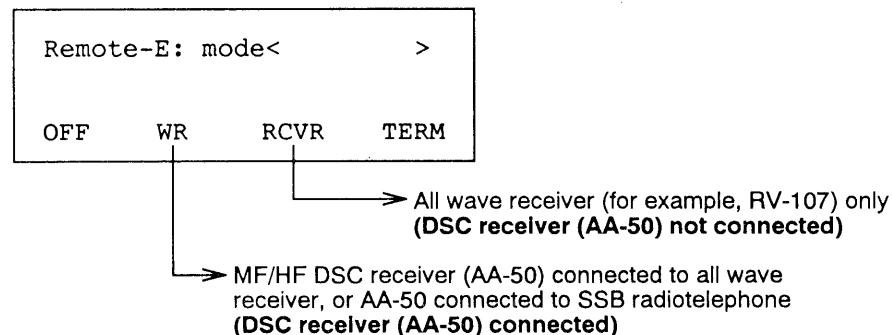 Remote-E: mode< >
OFF WR RCVR TERM
All wave receiver (for example, RV-107) only
(DSC receiver (AA-50) not connected)
MF/HF DSC receiver (AA-50) connected to all wave
receiver, or AA-50 connected to SSB radiotelephone
(DSC receiver (AA-50) connected)